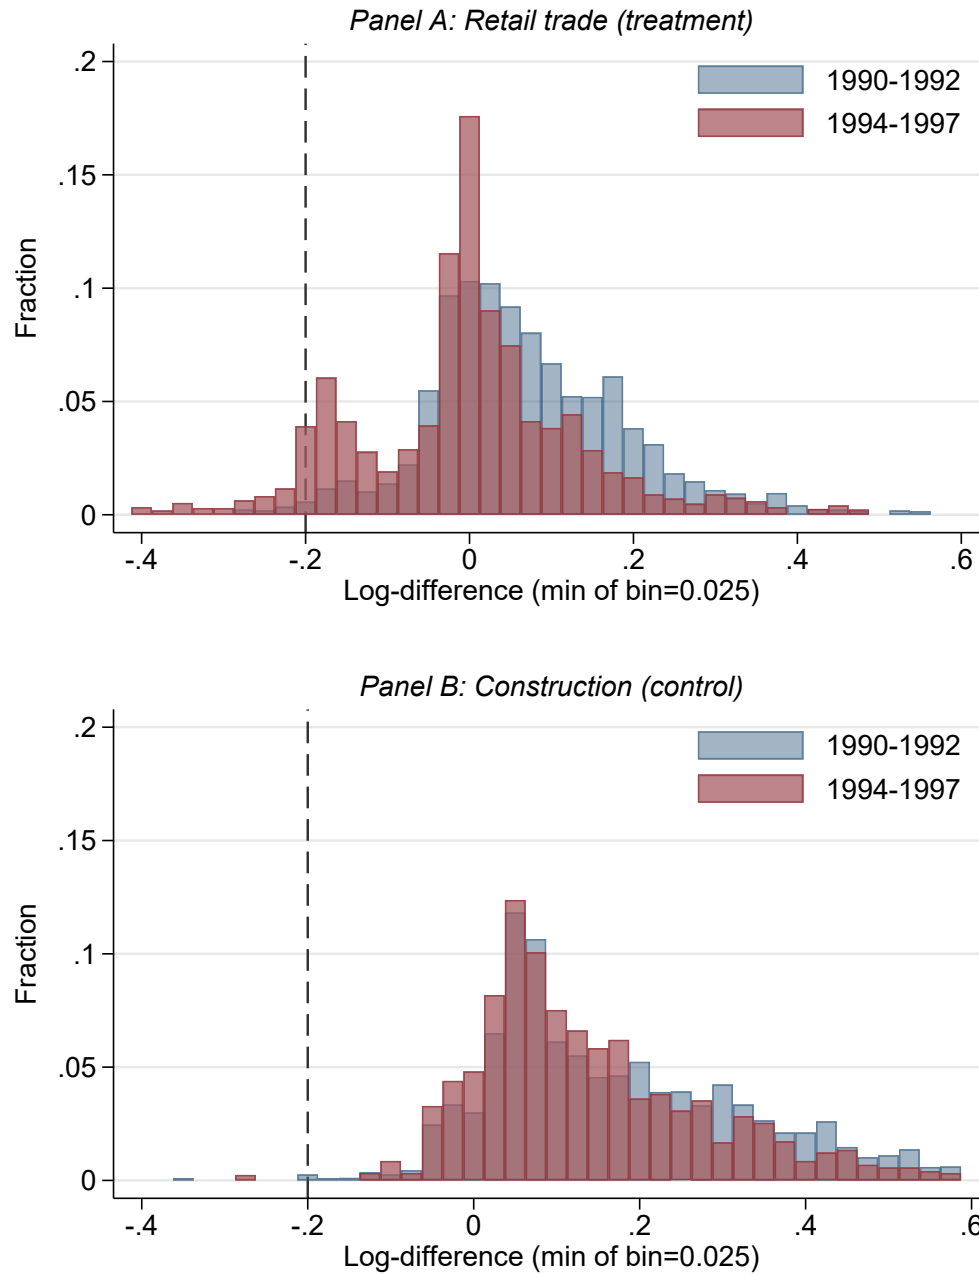 Panel A: Retail trade (treatment)
.2
.15
.1
.05
0
Fraction
1990-1992
1994-1997
-.4 -.2 0 .2 .4 .6
Log-difference (min of bin=0.025)
Panel B: Construction (control)
.2
.15
.1
.05
0
Fraction
1990-1992
1994-1997
-.4 -.2 0 .2 .4 .6
Log-difference (min of bin=0.025)